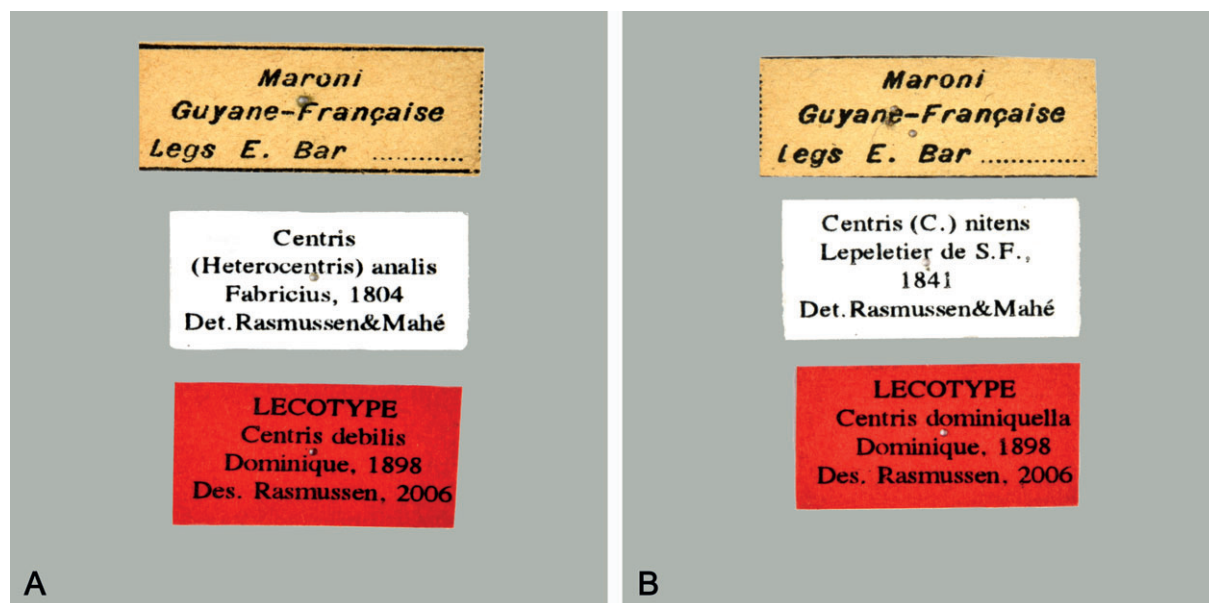 Maroni
Guyane-Française
Legs E. Bar ............
Centris
(Heterocentris) analis
Fabricius, 1804
Det.Rasmussen&Mahé
LECOTYPE
Centris debilis
Dominique, 1898
Des. Rasmussen, 2006
A
Maroni
Guyane-Française
Legs E. Bar ..............
Centris (C.) nitens
Lepeletier de S.F.,
1841
Det.Rasmussen&Mahé
LECOTYPE
Centris dominiquella
Dominique, 1898
Des. Rasmussen, 2006
B